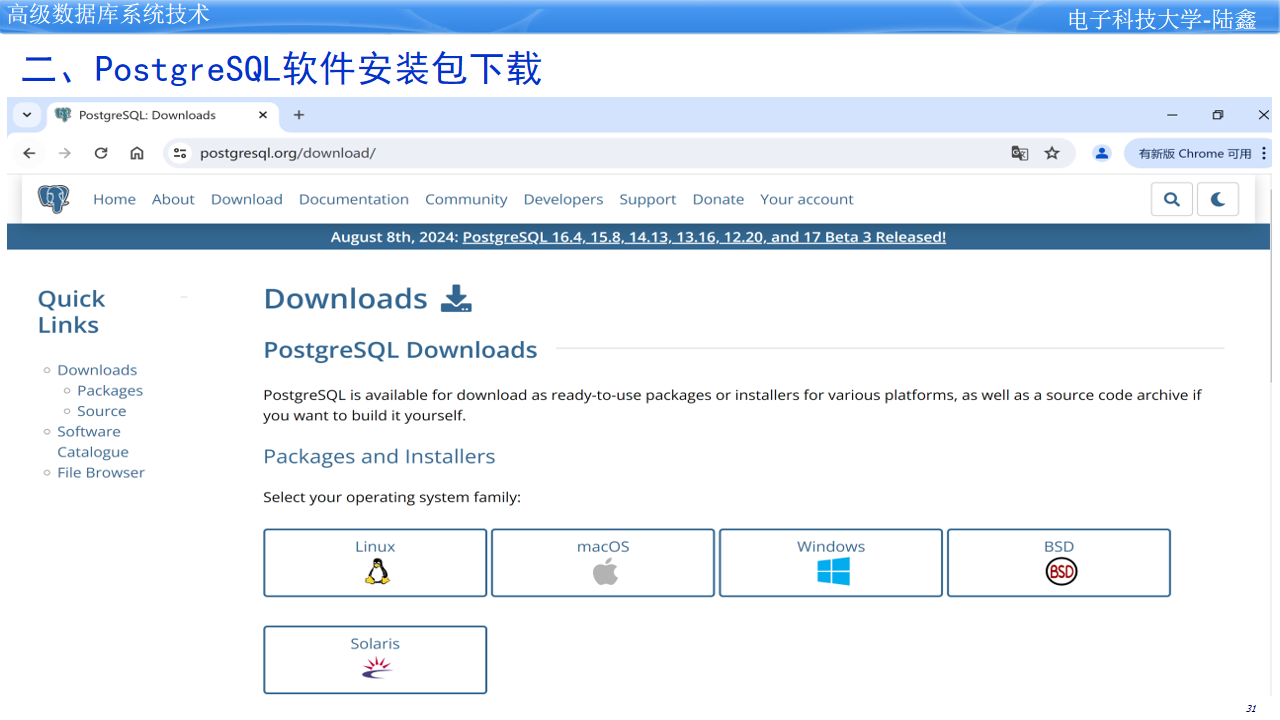 高级数据库系统技术
电子科技大学-陆鑫
二、PostgreSQL软件安装包下载
PostgreSQL: Downloads
postgresql.org/download/
有新版 Chrome 可用
Home About Download Documentation Community Developers Support Donate Your account
August 8th, 2024: PostgreSQL 16.4, 15.8, 14.13, 13.16, 12.20, and 17 Beta 3 Released!
Quick
Links
Downloads
Packages
Source
Software
Catalogue
File Browser
Downloads
PostgreSQL Downloads
PostgreSQL is available for download as ready-to-use packages or installers for various platforms, as well as a source code archive if
you want to build it yourself.
Packages and Installers
Select your operating system family:
Linux
macOS
Windows
BSD
BSD
Solaris
31